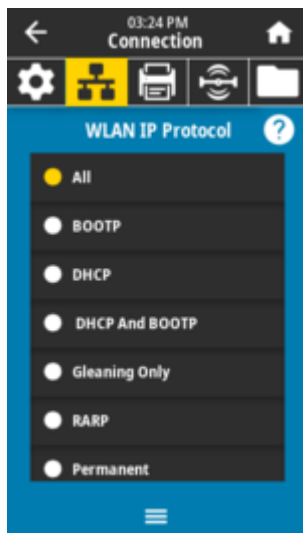 03:24 PM
Connection
WLAN IP Protocol
?
All
BOOTP
DHCP
DHCP And BOOTP
Gleaning Only
RARP
Permanent